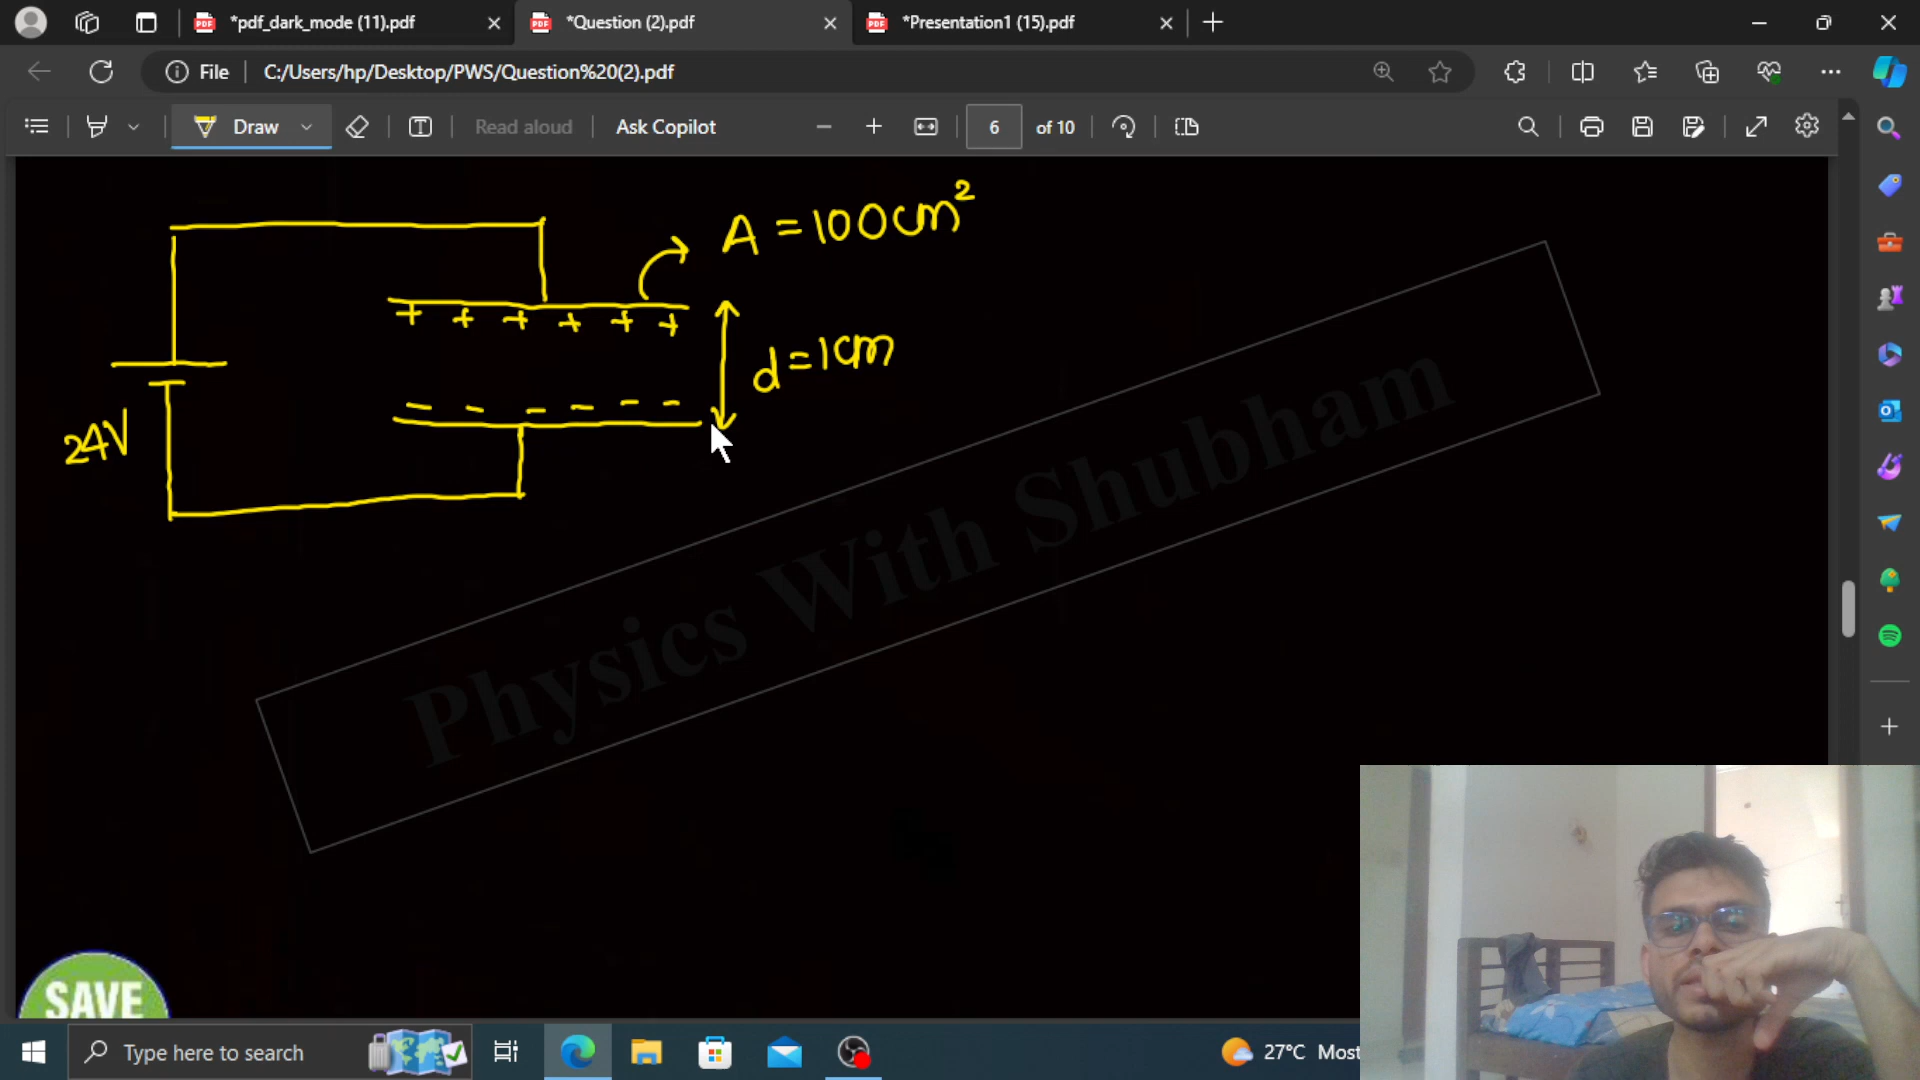 *pdf_dark_mode (11).pdf
*Question (2).pdf
*Presentation1 (15).pdf
File
C:/Users/hp/Desktop/PWS/Question%20(2).pdf
Draw
Read aloud
Ask Copilot
6
of 10
A = 100cm²
+ + + + + +
d = 1cm
- - - - - -
24V
Physics With Shubham
SAVE
Type here to search
27°C Most